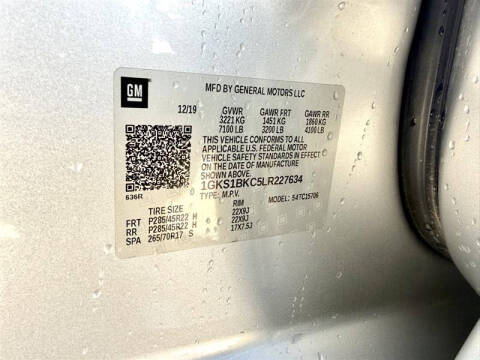 GM
MFD BY GENERAL MOTORS LLC
12/19 GVWR GAWR FRT GAWR RR
3221 KG 1451 KG 1860 KG
7100 LB 3200 LB 4100 LB
THIS VEHICLE CONFORMS TO ALL
APPLICABLE U.S. FEDERAL MOTOR
VEHICLE SAFETY STANDARDS IN EFFECT
ON THE DATE OF MANUFACTURE
SHOWN ABOVE.
1GKS1BKC5LR227634
636R TYPE: M.P.V. MODEL: S4TC15706
TIRE SIZE RIM
FRT P285/45R22 H 22X9J
RR P285/45R22 H 22X9J
SPA 265/70R17 S 17X7.5J